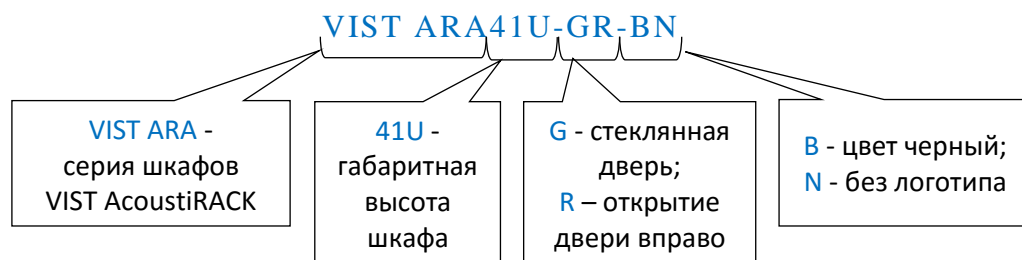 VIST ARA41U-GR-BN
VIST ARA -
серия шкафов
VIST AcoustiRACK
41U -
габаритная
высота
шкафа
G - стеклянная
дверь;
R – открытие
двери вправо
B - цвет черный;
N - без логотипа